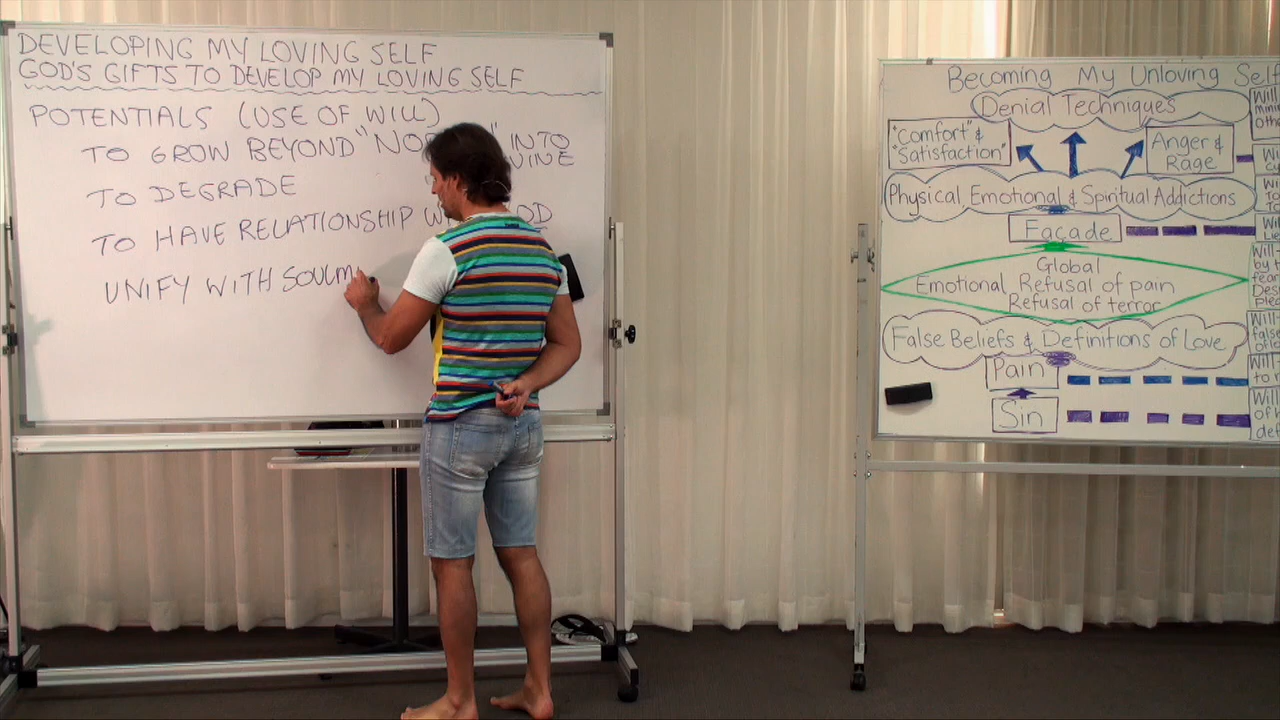 DEVELOPING MY LOVING SELF
GOD'S GIFTS TO DEVELOP MY LOVING SELF
POTENTIALS (USE OF WILL)
TO GROW BEYOND INTO
TO DEGRADE
TO HAVE RELATIONSHIP
UNIFY WITH
Becoming My Unloving Self
Denial Techniques
"Comfort" &
"Satisfaction"
Anger &
Rage
Physical, Emotional & Spiritual Addictions
Façade
Global
Emotional Refusal of pain
Refusal of terror
False Beliefs & Definitions of Love
Pain
Sin